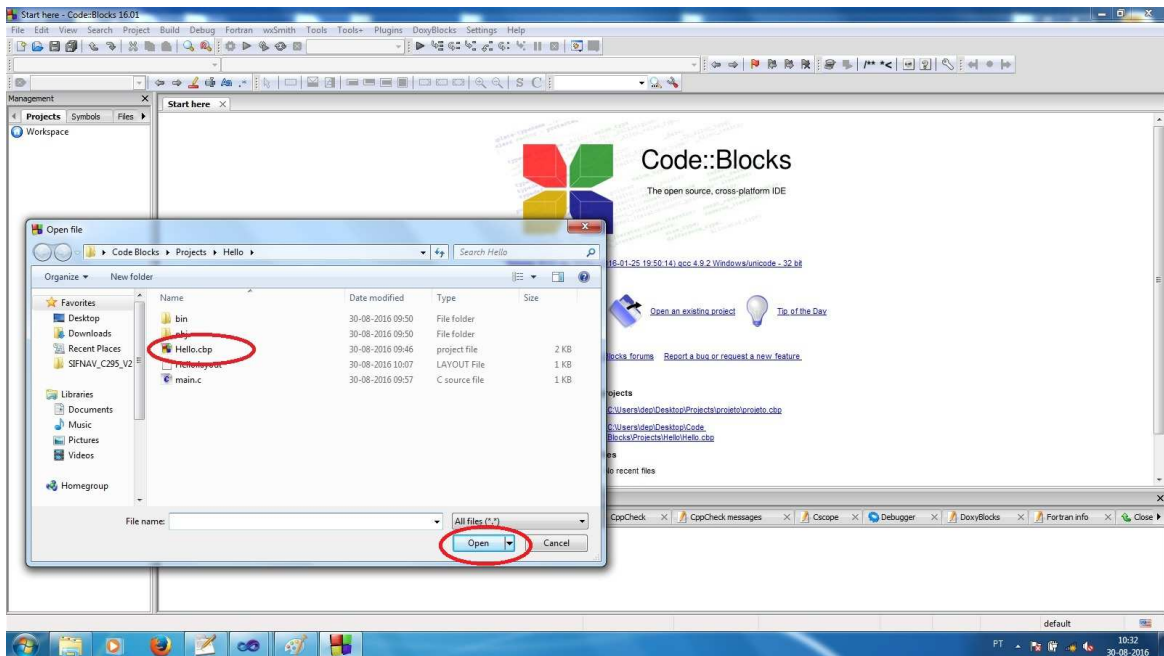 Start here - Code::Blocks 16.01
File Edit View Search Project Build Debug Fortran wxSmith Tools Tools+ Plugins DoxyBlocks Settings Help
/** *<
S C
Management
Start here
Projects Symbols Files
Workspace
Code::Blocks
The open source, cross-platform IDE
Open file
Code Blocks Projects Hello
Search Hello
16-01-25 19:50:14) gcc 4.9.2 Windows/unicode - 32 bit
Organize New folder
Name Date modified Type Size
Favorites
Desktop
Downloads
Recent Places
SIFNAV_C295_V2
Libraries
Documents
Music
Pictures
Videos
Homegroup
bin 30-08-2016 09:50 File folder
obj 30-08-2016 09:50 File folder
Hello.cbp 30-08-2016 09:46 project file 2 KB
Hello.layout 30-08-2016 10:07 LAYOUT File 1 KB
main.c 30-08-2016 09:57 C source file 1 KB
Open an existing project Tip of the Day
locks forums Report a bug or request a new feature
rojects
C:\Users\dep\Desktop\Projects\projeto\projeto.cbp
C:\Users\dep\Desktop\Code
Blocks\Projects\Hello\Hello.cbp
es
lo recent files
File name: All files (*.*)
Open Cancel
CppCheck CppCheck messages Cscope Debugger DoxyBlocks Fortran info Close
default
PT 10:32
30-08-2016